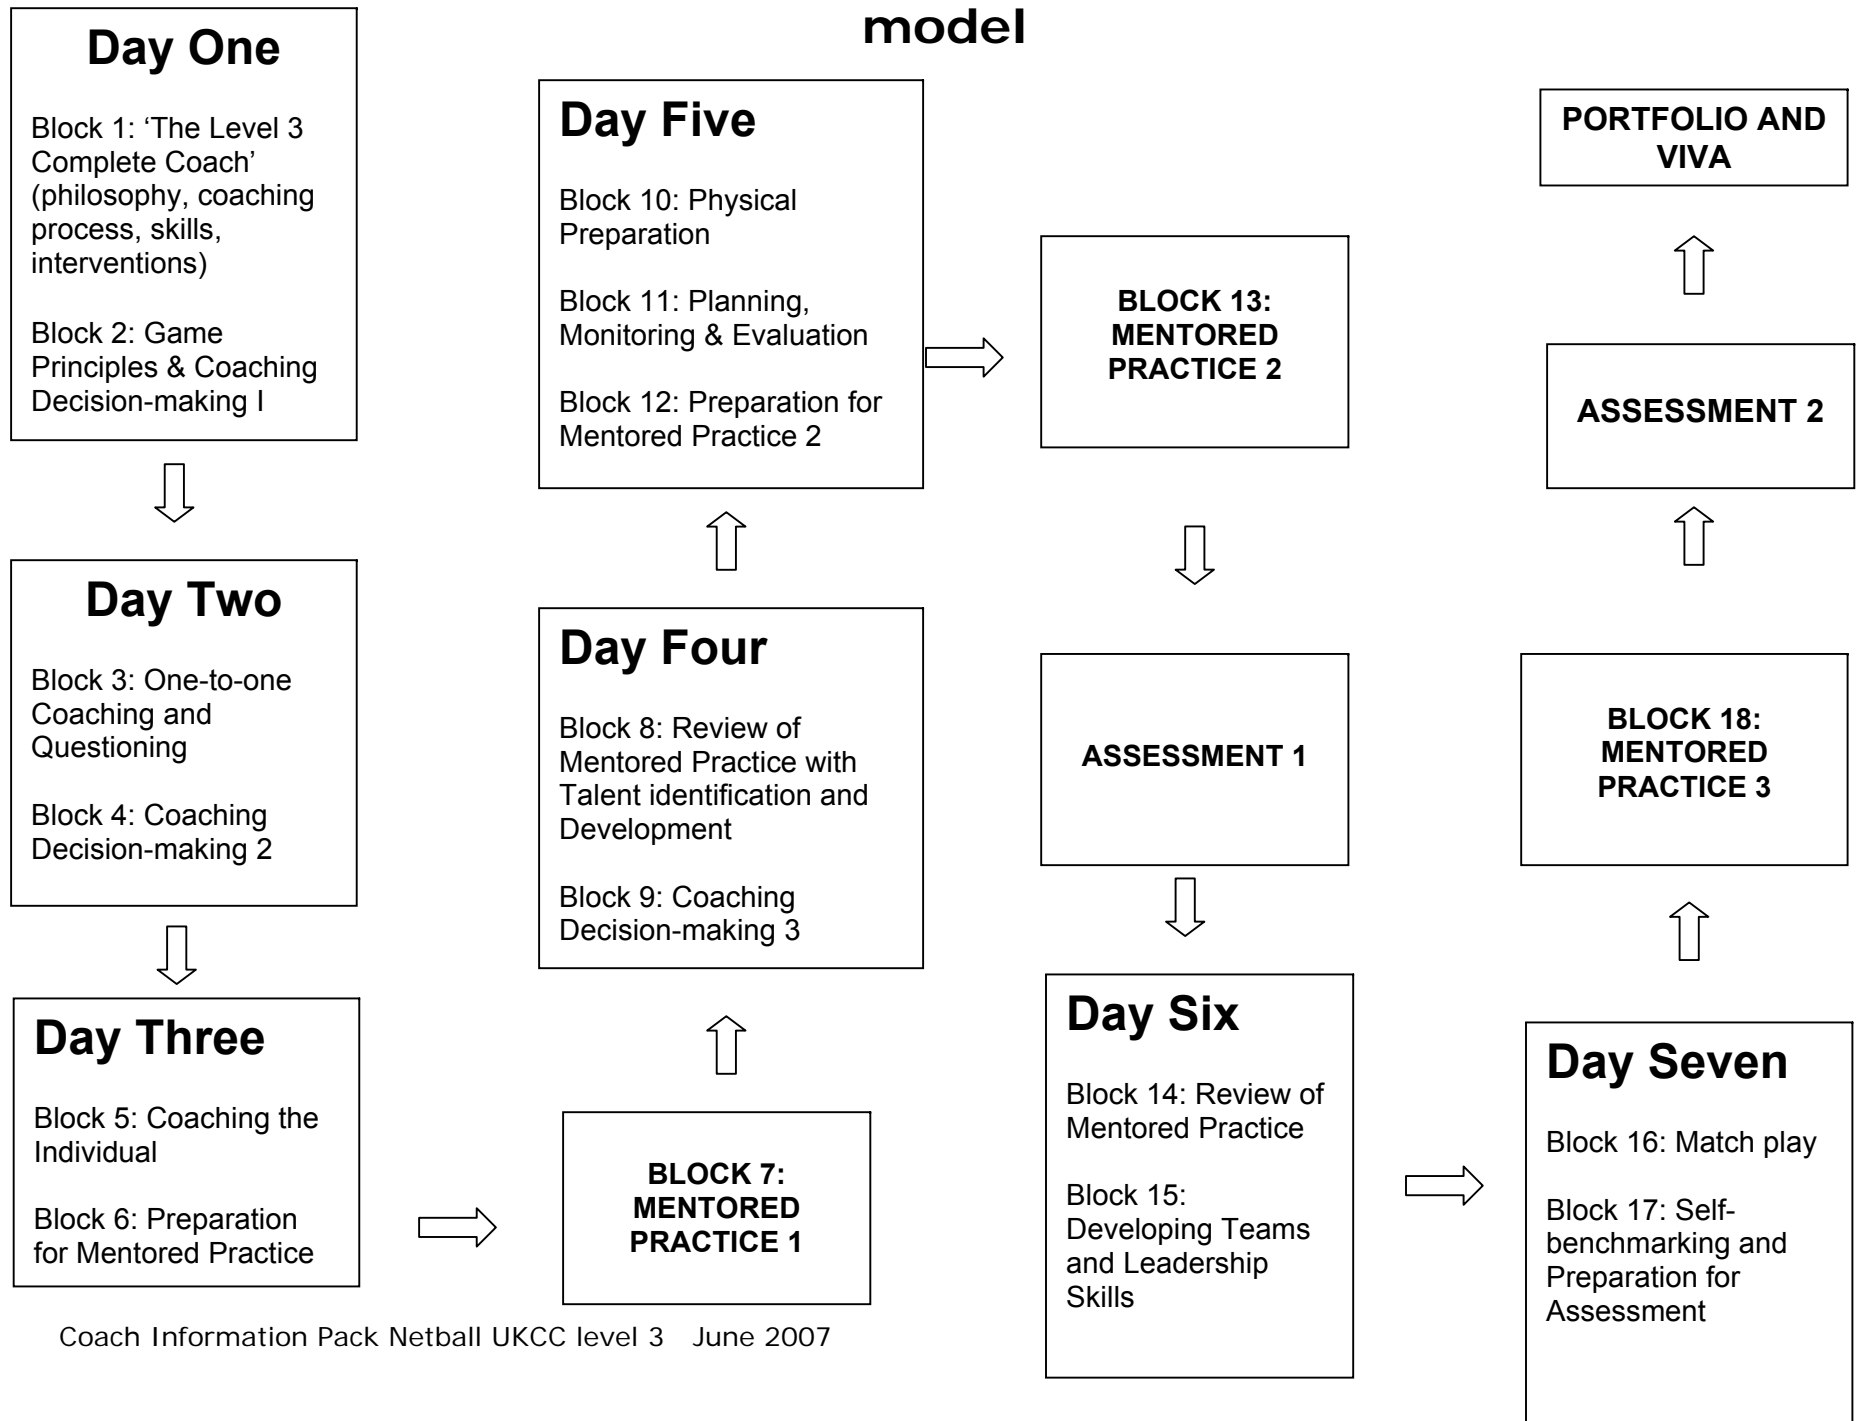 model
Day One
Block 1: ‘The Level 3
Complete Coach’
(philosophy, coaching
process, skills,
interventions)
Block 2: Game
Principles & Coaching
Decision-making I
Day Two
Block 3: One-to-one
Coaching and
Questioning
Block 4: Coaching
Decision-making 2
Day Three
Block 5: Coaching the
Individual
Block 6: Preparation
for Mentored Practice
BLOCK 7:
MENTORED
PRACTICE 1
Day Four
Block 8: Review of
Mentored Practice with
Talent identification and
Development
Block 9: Coaching
Decision-making 3
Day Five
Block 10: Physical
Preparation
Block 11: Planning,
Monitoring & Evaluation
Block 12: Preparation for
Mentored Practice 2
BLOCK 13:
MENTORED
PRACTICE 2
ASSESSMENT 1
Day Six
Block 14: Review of
Mentored Practice
Block 15:
Developing Teams
and Leadership
Skills
Day Seven
Block 16: Match play
Block 17: Self-
benchmarking and
Preparation for
Assessment
BLOCK 18:
MENTORED
PRACTICE 3
ASSESSMENT 2
PORTFOLIO AND
VIVA
Coach Information Pack Netball UKCC level 3 June 2007